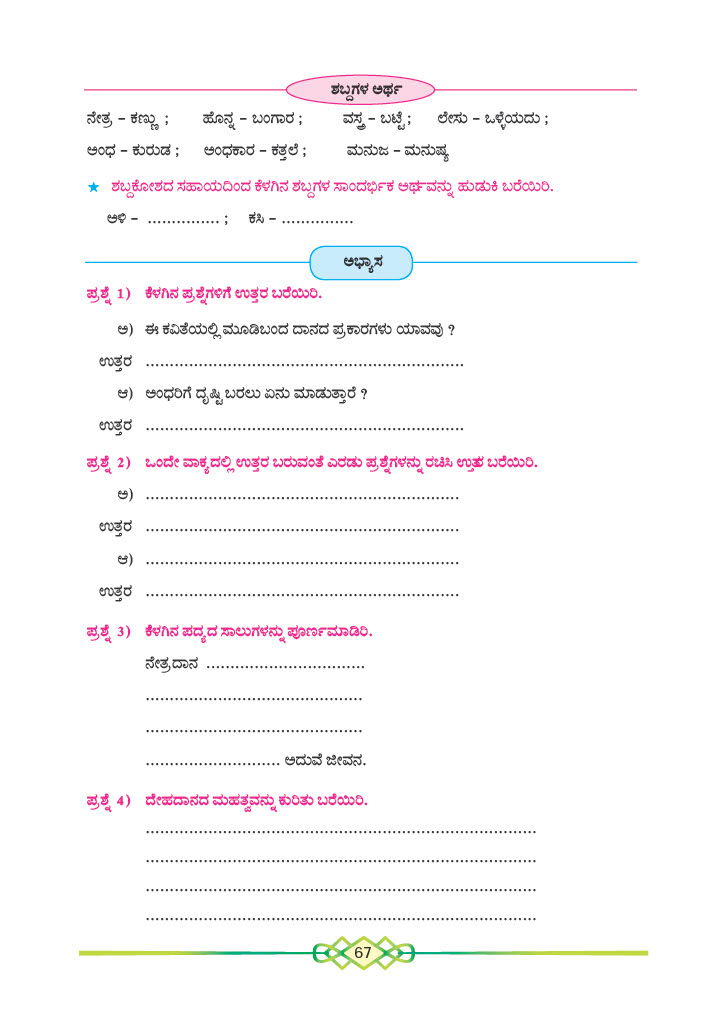 ಶಬ್ದಗಳ ಅರ್ಥ
ನೇತ್ರ – ಕಣ್ಣು ; ಹೊನ್ನ – ಬಂಗಾರ ; ವಸ್ತ್ರ – ಬಟ್ಟೆ ; ಲೇಸು – ಒಳ್ಳೆಯದು ;
ಅಂಧ – ಕುರುಡ ; ಅಂಧಕಾರ – ಕತ್ತಲೆ ; ಮನುಜ – ಮನುಷ್ಯ
★ ಶಬ್ದಕೋಶದ ಸಹಾಯದಿಂದ ಕೆಳಗಿನ ಶಬ್ದಗಳ ಸಾಂದರ್ಭಿಕ ಅರ್ಥವನ್ನು ಹುಡುಕಿ ಬರೆಯಿರಿ.
ಅಳಿ – ............... ; ಕಸಿ – ...............
ಅಭ್ಯಾಸ
ಪ್ರಶ್ನೆ 1) ಕೆಳಗಿನ ಪ್ರಶ್ನೆಗಳಿಗೆ ಉತ್ತರ ಬರೆಯಿರಿ.
ಅ) ಈ ಕವಿತೆಯಲ್ಲಿ ಮೂಡಿಬಂದ ದಾನದ ಪ್ರಕಾರಗಳು ಯಾವವು ?
ಉತ್ತರ ..................................................................
ಆ) ಅಂಧರಿಗೆ ದೃಷ್ಟಿ ಬರಲು ಏನು ಮಾಡುತ್ತಾರೆ ?
ಉತ್ತರ ..................................................................
ಪ್ರಶ್ನೆ 2) ಒಂದೇ ವಾಕ್ಯದಲ್ಲಿ ಉತ್ತರ ಬರುವಂತೆ ಎರಡು ಪ್ರಶ್ನೆಗಳನ್ನು ರಚಿಸಿ ಉತ್ತರ ಬರೆಯಿರಿ.
ಅ) .................................................................
ಉತ್ತರ .................................................................
ಆ) .................................................................
ಉತ್ತರ .................................................................
ಪ್ರಶ್ನೆ 3) ಕೆಳಗಿನ ಪದ್ಯದ ಸಾಲುಗಳನ್ನು ಪೂರ್ಣಮಾಡಿರಿ.
ನೇತ್ರದಾನ .................................
.............................................
.............................................
............................ ಅದುವೆ ಜೀವನ.
ಪ್ರಶ್ನೆ 4) ದೇಹದಾನದ ಮಹತ್ವವನ್ನು ಕುರಿತು ಬರೆಯಿರಿ.
.................................................................................
.................................................................................
.................................................................................
.................................................................................
67